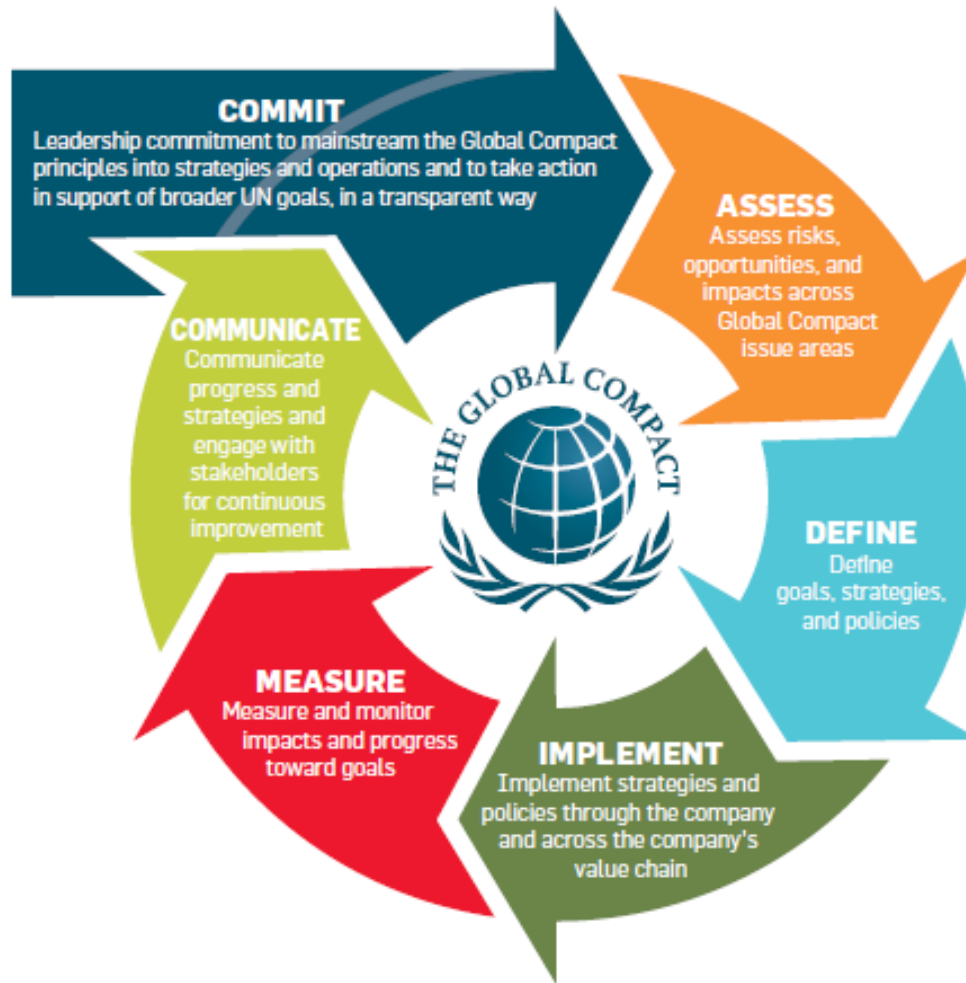 COMMIT
Leadership commitment to mainstream the Global Compact
principles into strategies and operations and to take action
in support of broader UN goals, in a transparent way
ASSESS
Assess risks,
opportunities, and
impacts across
Global Compact
issue areas
DEFINE
Define
goals, strategies,
and policies
IMPLEMENT
Implement strategies and
policies through the company
and across the company's
value chain
MEASURE
Measure and monitor
impacts and progress
toward goals
COMMUNICATE
Communicate
progress and
strategies and
engage with
stakeholders
for continuous
improvement
THE GLOBAL COMPACT